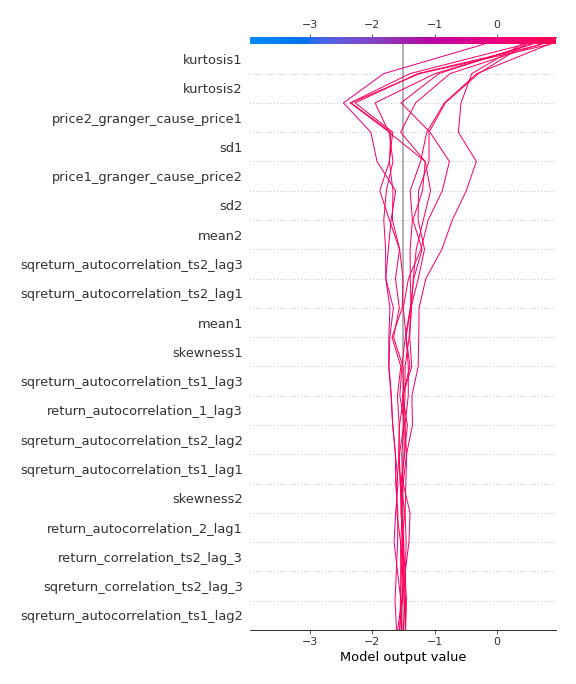 −3 −2 −1 0
kurtosis1
kurtosis2
price2_granger_cause_price1
sd1
price1_granger_cause_price2
sd2
mean2
sqreturn_autocorrelation_ts2_lag3
sqreturn_autocorrelation_ts2_lag1
mean1
skewness1
sqreturn_autocorrelation_ts1_lag3
return_autocorrelation_1_lag3
sqreturn_autocorrelation_ts2_lag2
sqreturn_autocorrelation_ts1_lag1
skewness2
return_autocorrelation_2_lag1
return_correlation_ts2_lag_3
sqreturn_correlation_ts2_lag_3
sqreturn_autocorrelation_ts1_lag2
−3 −2 −1 0
Model output value